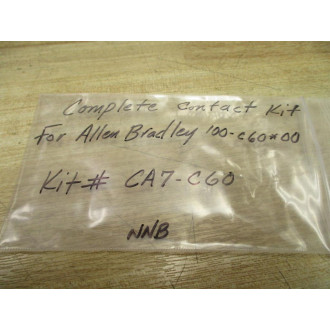 Complete Contact Kit
For Allen Bradley 100-C60*00
Kit# CA7-C60
NNB